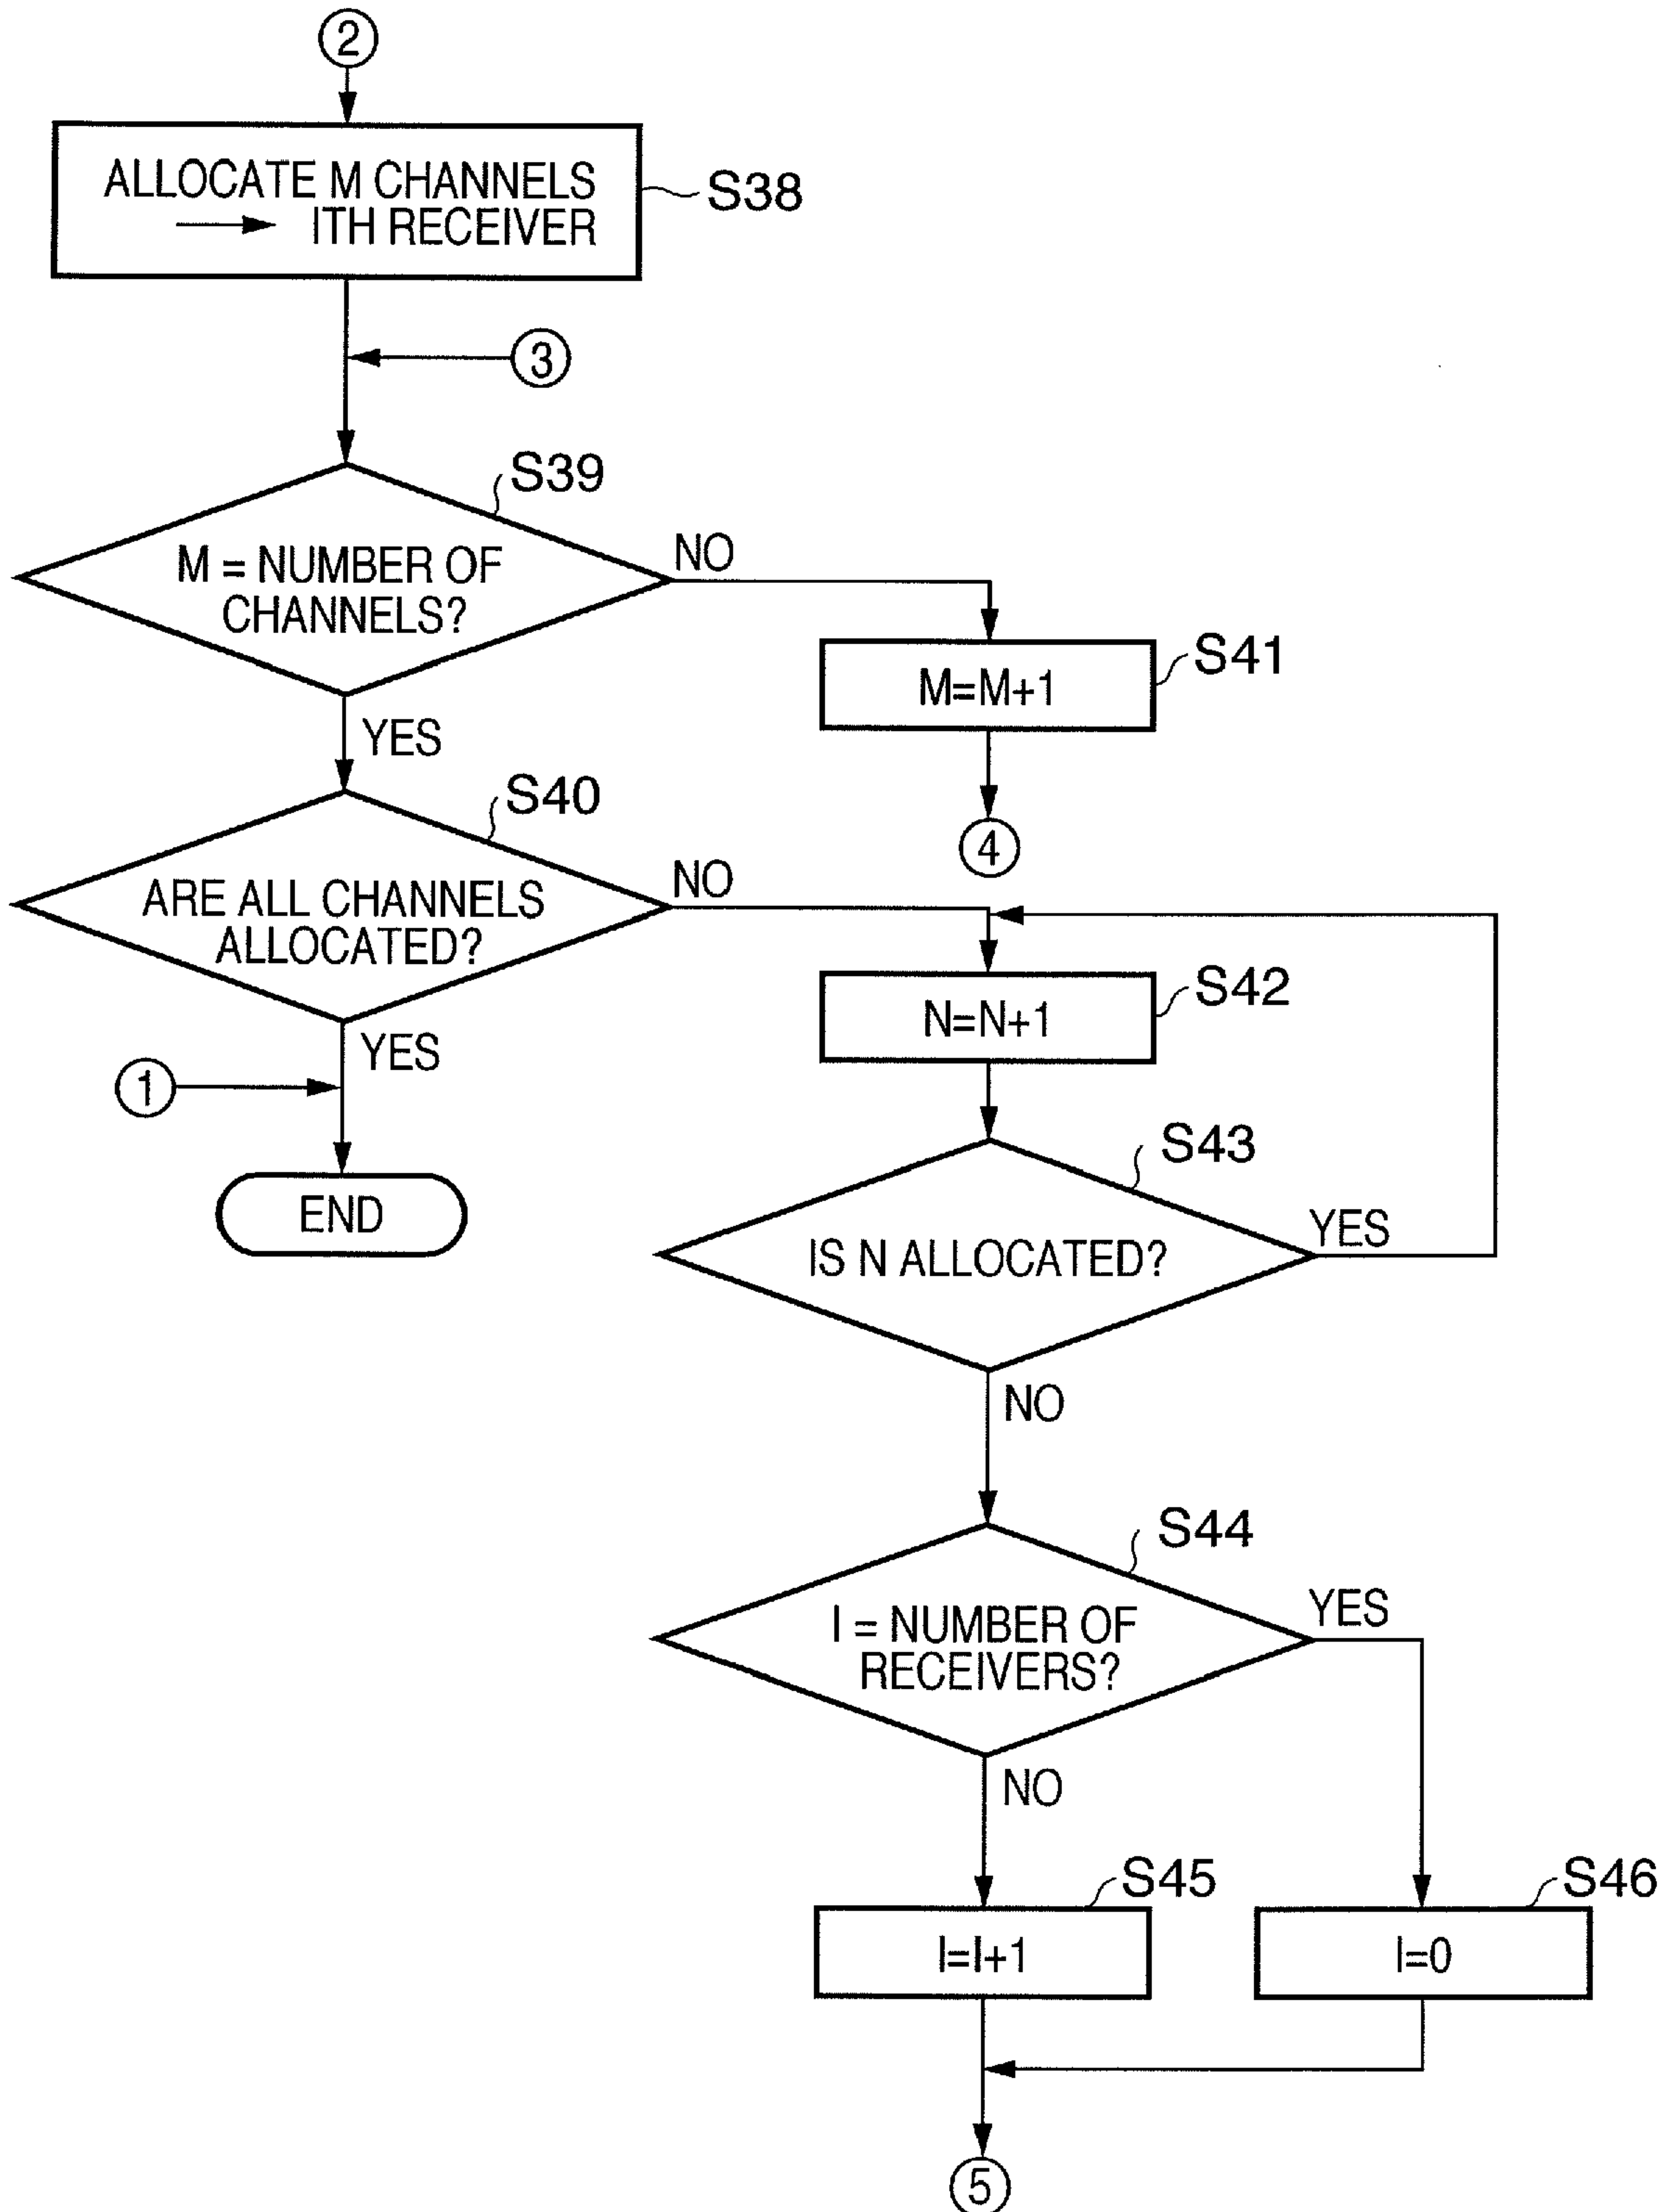 2
ALLOCATE M CHANNELS
ITH RECEIVER
S38
3
S39
M = NUMBER OF
CHANNELS?
NO
S41
M=M+1
YES
4
S40
ARE ALL CHANNELS
ALLOCATED?
NO
S42
N=N+1
YES
1
END
S43
IS N ALLOCATED?
YES
NO
S44
I = NUMBER OF
RECEIVERS?
YES
NO
S45
I=I+1
S46
I=0
5